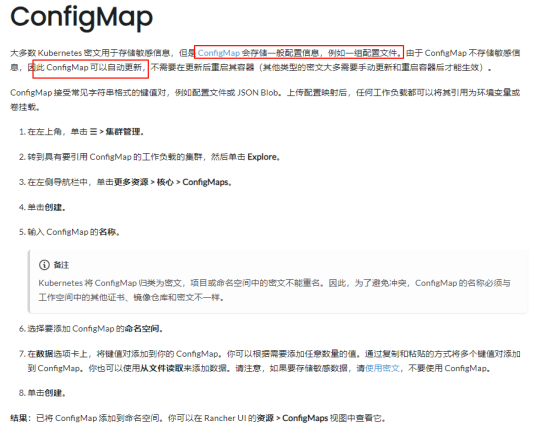 ConfigMap
大多数 Kubernetes 密文用于存储敏感信息，但是 ConfigMap 会存储一般配置信息，例如一组配置文件。由于 ConfigMap 不存储敏感信
息，因此 ConfigMap 可以自动更新，不需要在更新后重启其容器（其他类型的密文大多需要手动更新和重启容器后才能生效）。
ConfigMap 接受常见字符串格式的键值对，例如配置文件或 JSON Blob。上传配置映射后，任何工作负载都可以将其引用为环境变量或
卷挂载。
1. 在左上角，单击 ☰ > 集群管理。
2. 转到具有要引用 ConfigMap 的工作负载的集群，然后单击 Explore。
3. 在左侧导航栏中，单击更多资源 > 核心 > ConfigMaps。
4. 单击创建。
5. 输入 ConfigMap 的名称。
备注
Kubernetes 将 ConfigMap 归类为密文，项目或命名空间中的密文不能重名。因此，为了避免冲突，ConfigMap 的名称必须与
工作空间中的其他证书、镜像仓库和密文不一样。
6. 选择要添加 ConfigMap 的命名空间。
7. 在数据选项卡上，将键值对添加到你的 ConfigMap。你可以根据需要添加任意数量的值。通过复制和粘贴的方式将多个键值对添加
到 ConfigMap。你也可以使用从文件读取来添加数据。请注意，如果要存储敏感数据，请使用密文，不要使用 ConfigMap。
8. 单击创建。
结果：已将 ConfigMap 添加到命名空间。你可以在 Rancher UI 的资源 > ConfigMaps 视图中查看它。